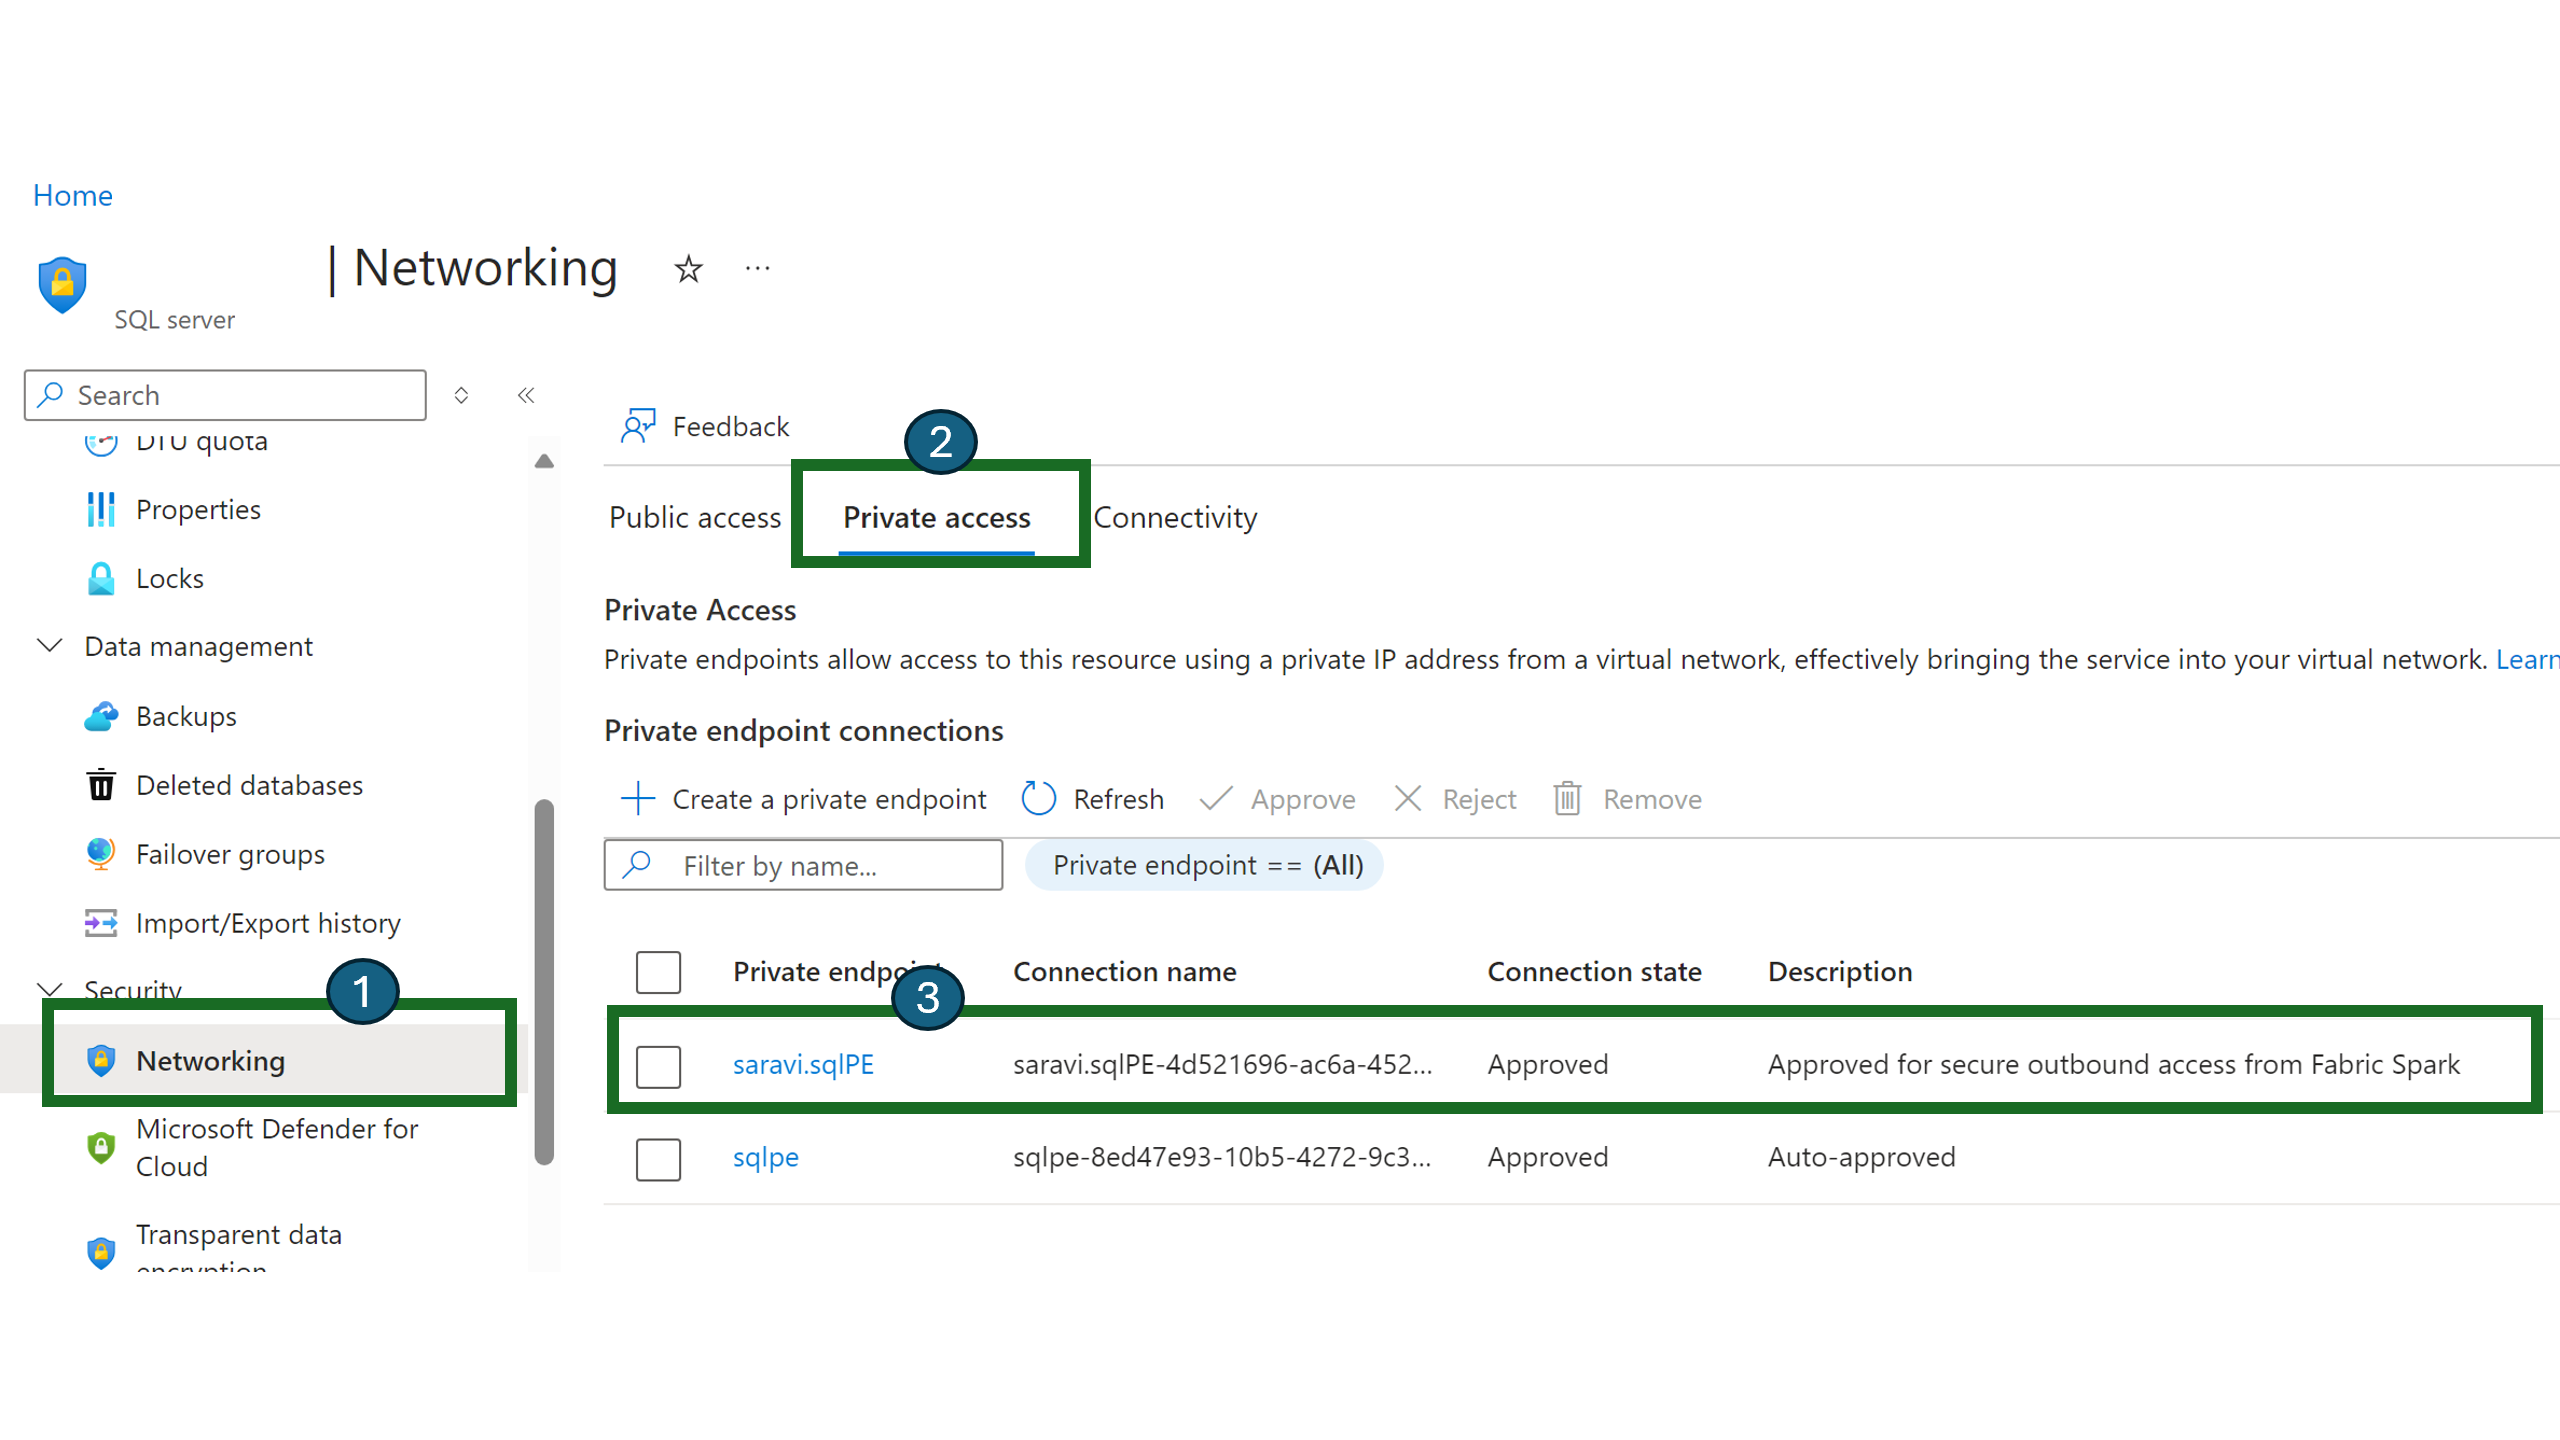 Home
| Networking
SQL server
Search
DTU quota
Properties
Locks
Data management
Backups
Deleted databases
Failover groups
Import/Export history
Security
1
Networking
Microsoft Defender for
Cloud
Transparent data
encryption
Feedback
2
Public access Private access Connectivity
Private Access
Private endpoints allow access to this resource using a private IP address from a virtual network, effectively bringing the service into your virtual network. Learn
Private endpoint connections
Create a private endpoint Refresh Approve Reject Remove
Filter by name... Private endpoint == (All)
Private endpoint Connection name Connection state Description
3
saravi.sqlPE saravi.sqlPE-4d521696-ac6a-452... Approved Approved for secure outbound access from Fabric Spark
sqlpe sqlpe-8ed47e93-10b5-4272-9c3... Approved Auto-approved